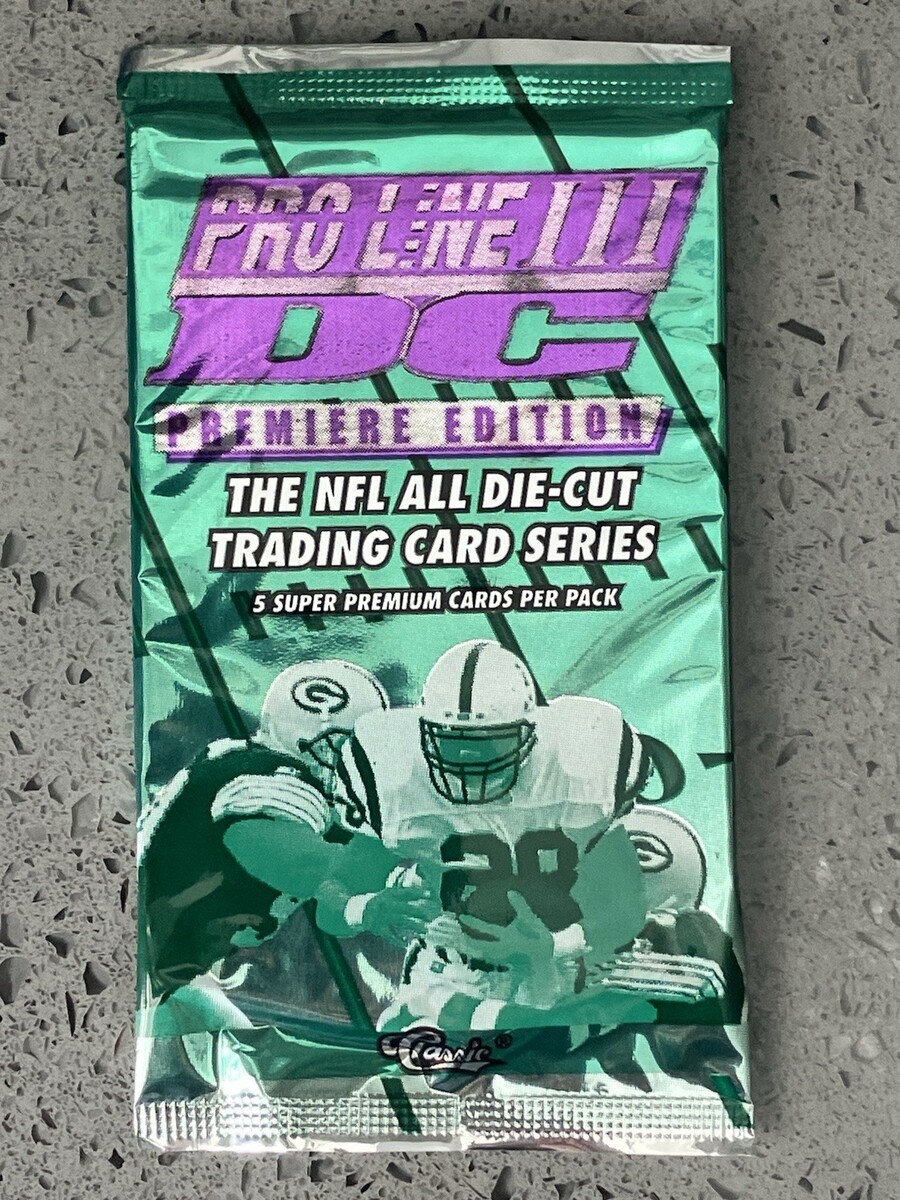 PRO LINE III
DC
PREMIERE EDITION
THE NFL ALL DIE-CUT
TRADING CARD SERIES
5 SUPER PREMIUM CARDS PER PACK
G
28
G
Classic®